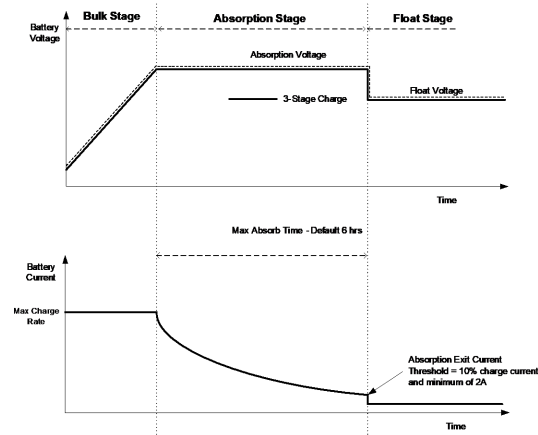 Bulk Stage
Absorption Stage
Float Stage
Battery
Voltage
Absorption Voltage
3-Stage Charge
Float Voltage
Time
Max Absorb Time - Default 6 hrs
Battery
Current
Max Charge
Rate
Absorption Exit Current
Threshold = 10% charge current
and minimum of 2A
Time